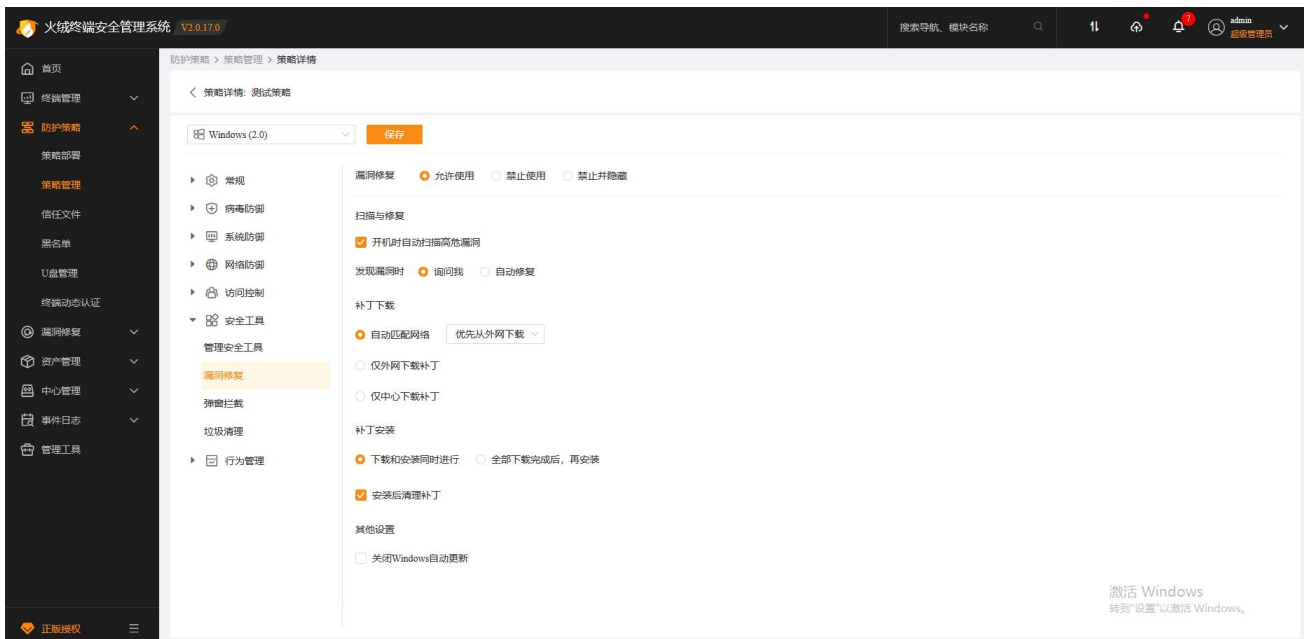 火绒终端安全管理系统 V2.0.17.0
搜索导航、模块名称
7
admin
超级管理员
首页
终端管理
防护策略
策略部署
策略管理
信任文件
黑名单
U盘管理
终端动态认证
漏洞修复
资产管理
中心管理
事件日志
管理工具
正版授权
防护策略 > 策略管理 > 策略详情
策略详情: 测试策略
Windows (2.0)
保存
常规
病毒防御
系统防御
网络防御
访问控制
安全工具
管理安全工具
漏洞修复
弹窗拦截
垃圾清理
行为管理
漏洞修复 允许使用 禁止使用 禁止并隐藏
扫描与修复
开机时自动扫描高危漏洞
发现漏洞时 询问我 自动修复
补丁下载
自动匹配网络 优先从外网下载
仅外网下载补丁
仅中心下载补丁
补丁安装
下载和安装同时进行 全部下载完成后，再安装
安装后清理补丁
其他设置
关闭Windows自动更新
激活 Windows
转到"设置"以激活 Windows。